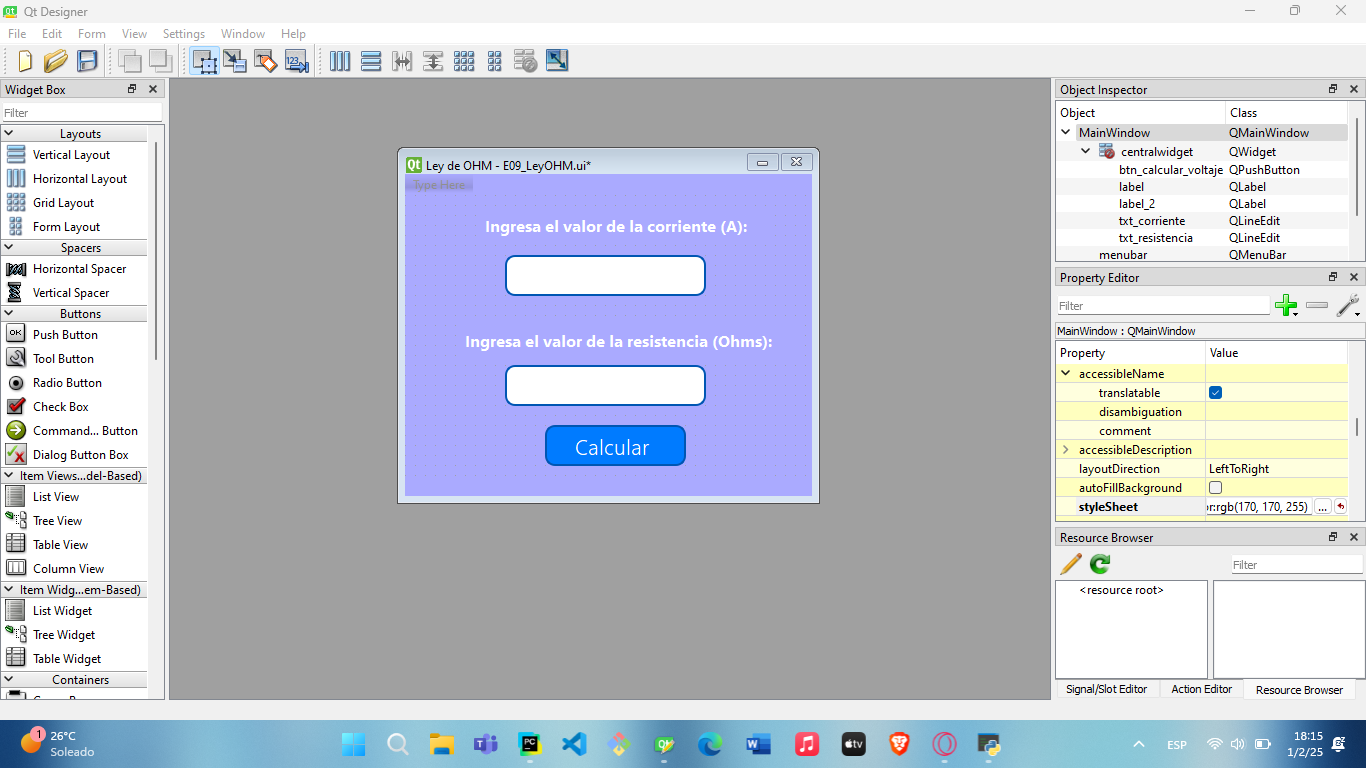 Qt Designer
File Edit Form View Settings Window Help
Widget Box
Filter
Layouts
Vertical Layout
Horizontal Layout
Grid Layout
Form Layout
Spacers
Horizontal Spacer
Vertical Spacer
Buttons
OK Push Button
Tool Button
Radio Button
Check Box
Command... Button
Dialog Button Box
Item Views...del-Based)
List View
Tree View
Table View
Column View
Item Widg...em-Based)
List Widget
Tree Widget
Table Widget
Containers
Qt Ley de OHM - E09_LeyOHM.ui*
Type Here
Ingresa el valor de la corriente (A):
Ingresa el valor de la resistencia (Ohms):
Calcular
Object Inspector
Object Class
MainWindow QMainWindow
centralwidget QWidget
btn_calcular_voltaje QPushButton
label QLabel
label_2 QLabel
txt_corriente QLineEdit
txt_resistencia QLineEdit
menubar QMenuBar
Property Editor
Filter
MainWindow : QMainWindow
Property Value
accessibleName
translatable
disambiguation
comment
accessibleDescription
layoutDirection LeftToRight
autoFillBackground
styleSheet or:rgb(170, 170, 255) ...
Resource Browser
Filter
<resource root>
Signal/Slot Editor Action Editor Resource Browser
1 26°C
Soleado
ESP
18:15
1/2/25